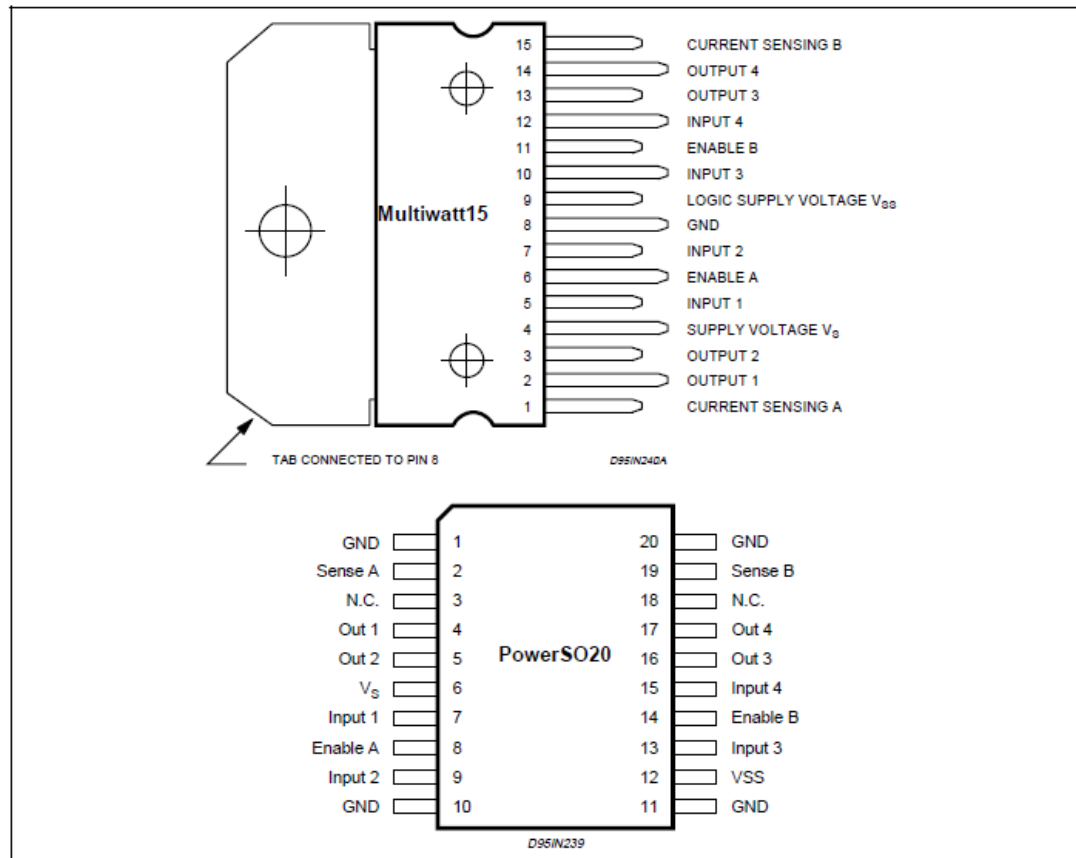 15 CURRENT SENSING B
14 OUTPUT 4
13 OUTPUT 3
12 INPUT 4
11 ENABLE B
10 INPUT 3
9 LOGIC SUPPLY VOLTAGE VSS
Multiwatt15
8 GND
7 INPUT 2
6 ENABLE A
5 INPUT 1
4 SUPPLY VOLTAGE VS
3 OUTPUT 2
2 OUTPUT 1
1 CURRENT SENSING A
TAB CONNECTED TO PIN 8
D95IN240A
GND 1 20 GND
Sense A 2 19 Sense B
N.C. 3 18 N.C.
Out 1 4 17 Out 4
PowerSO20
Out 2 5 16 Out 3
VS 6 15 Input 4
Input 1 7 14 Enable B
Enable A 8 13 Input 3
Input 2 9 12 VSS
GND 10 11 GND
D95IN239